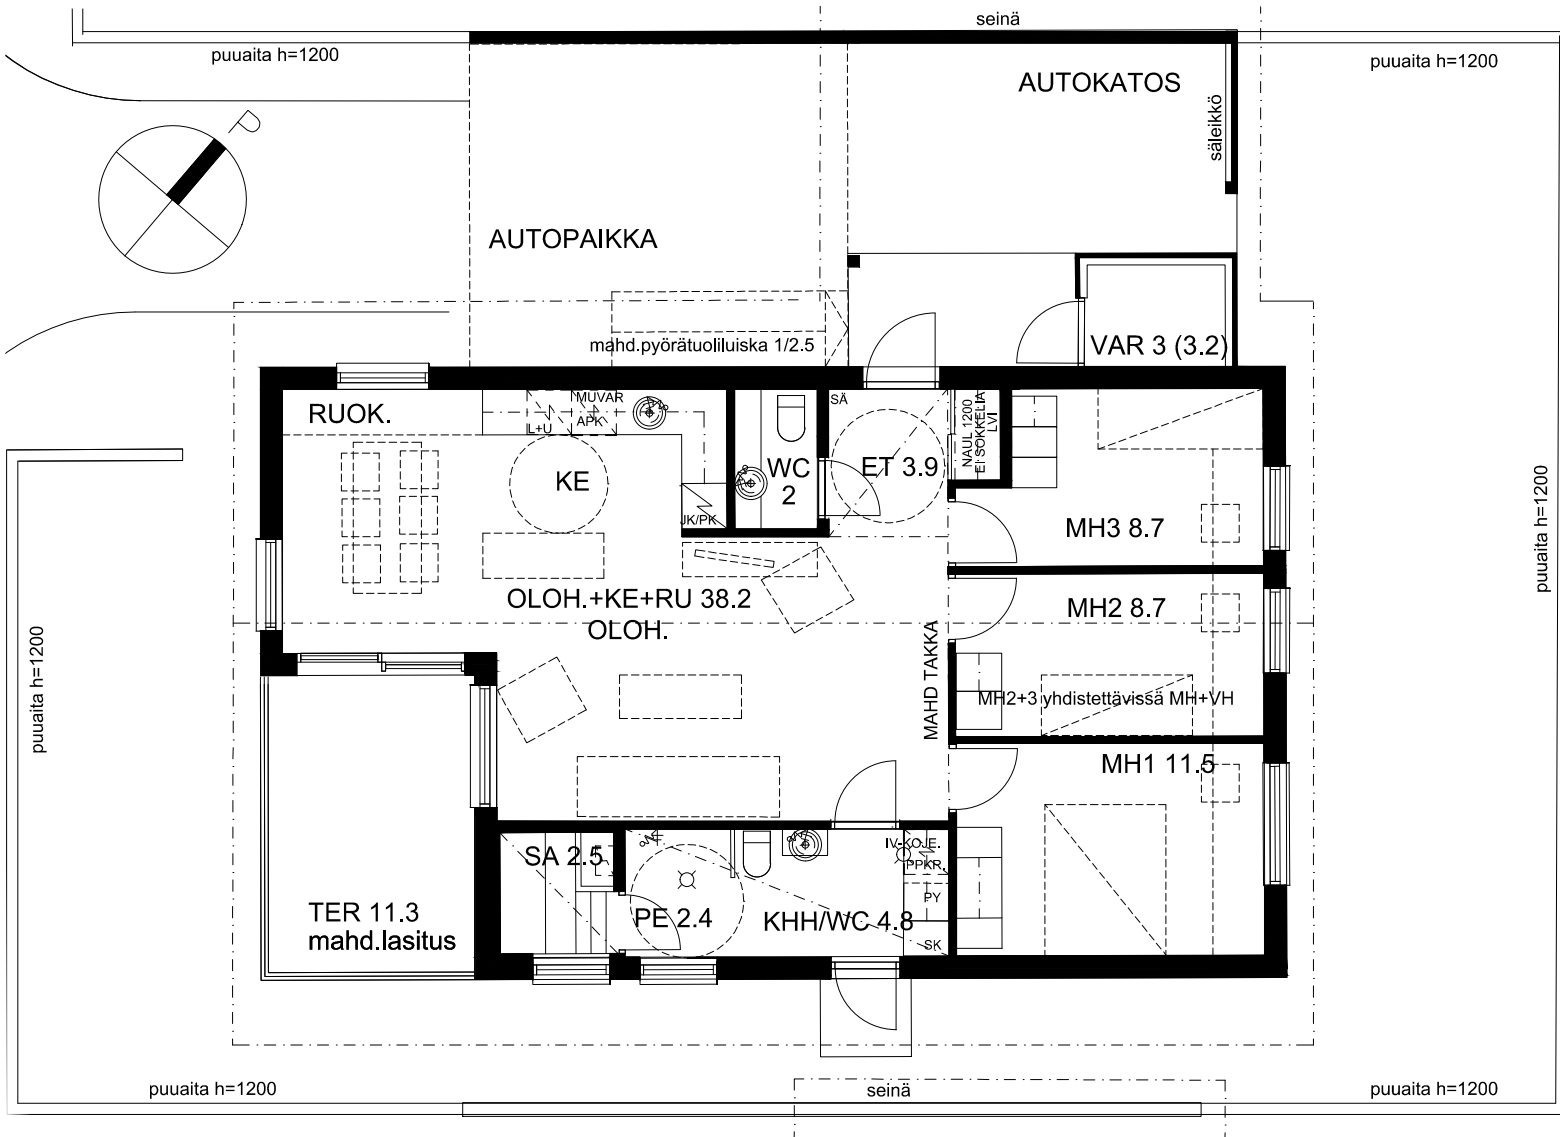 seinä
puuaita h=1200
puuaita h=1200
AUTOKATOS
säleikkö
P
AUTOPAIKKA
mahd.pyörätuoliluiska 1/2.5
VAR 3 (3.2)
RUOK.
MUVAR
L+U
APK
SÄ
NAUL 1200
EI SOKKELIA
LVI
KE
WC
2
ET 3.9
JK/PK
MH3 8.7
puuaita h=1200
OLOH.+KE+RU 38.2
OLOH.
MH2 8.7
puuaita h=1200
MAHD TAKKA
MH2+3 yhdistettävissä MH+VH
MH1 11.5
SA 2.5
IV-KOJE.
PPKR.
PY
SK
PE 2.4
KHH/WC 4.8
TER 11.3
mahd.lasitus
puuaita h=1200
seinä
puuaita h=1200